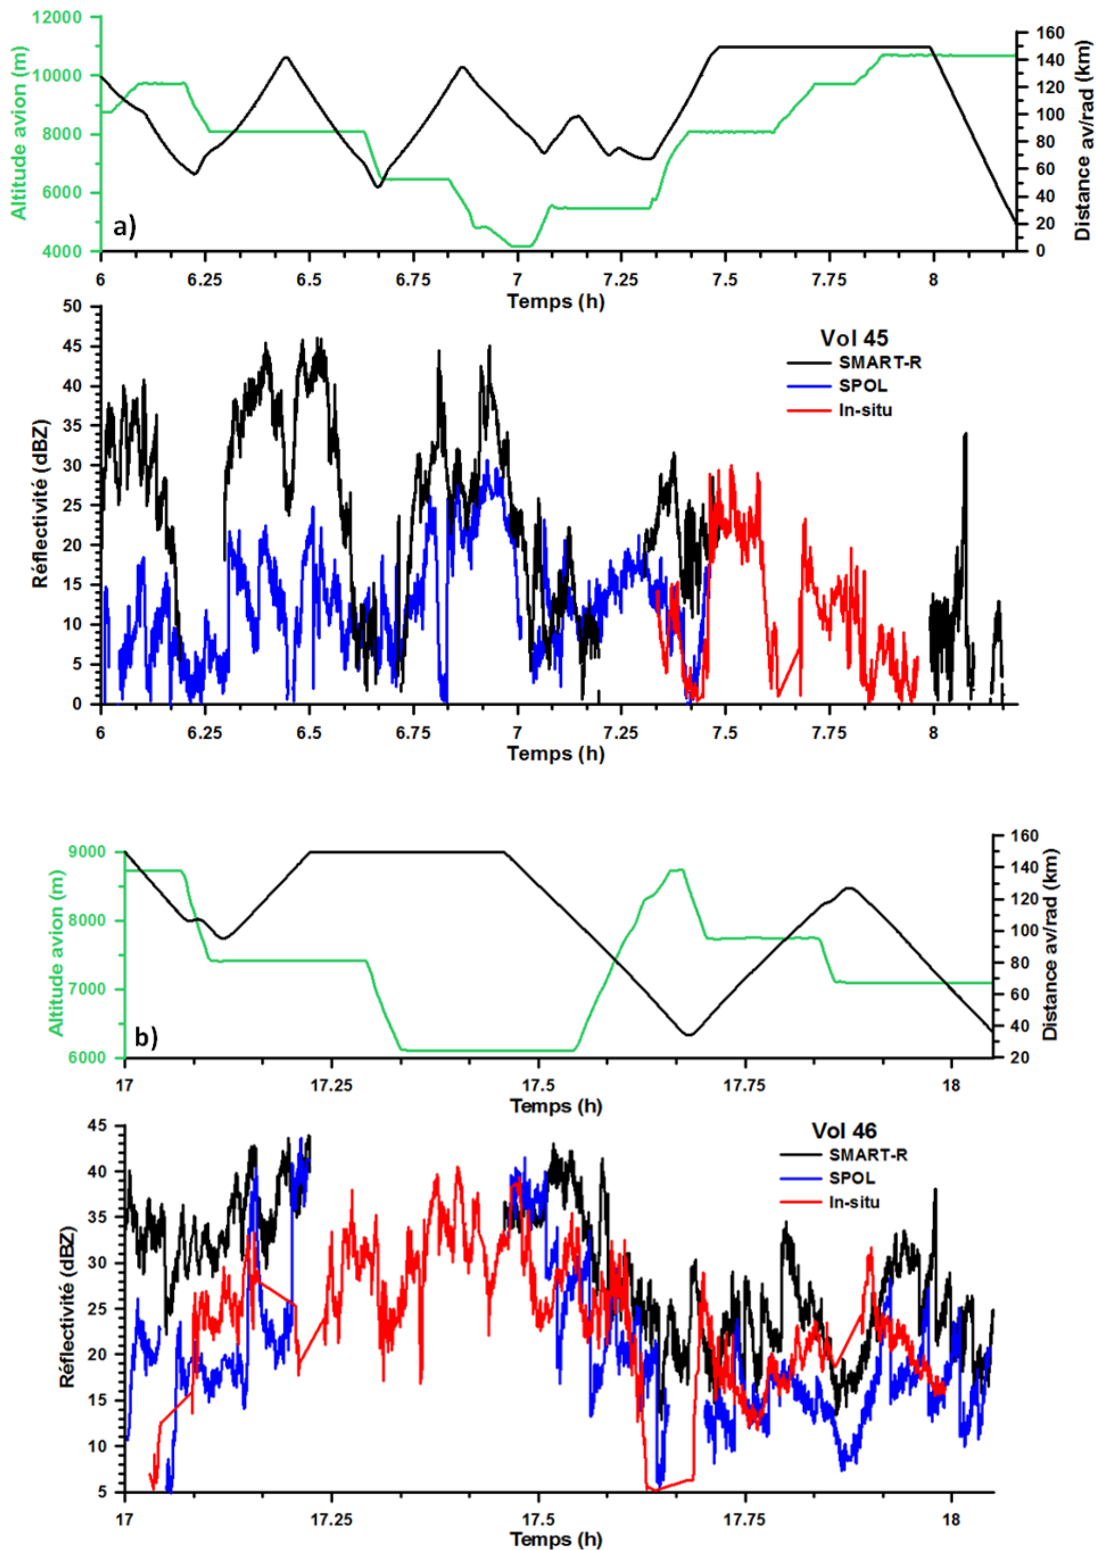 12000
10000
8000
6000
4000
Altitude avion (m)
160
140
120
100
80
60
40
20
0
Distance av/rad (km)
a)
6 6.25 6.5 6.75 7 7.25 7.5 7.75 8
Temps (h)
50
45
40
35
30
25
20
15
10
5
0
Réflectivité (dBZ)
Vol 45
SMART-R
SPOL
In-situ
6 6.25 6.5 6.75 7 7.25 7.5 7.75 8
Temps (h)
9000
8000
7000
6000
Altitude avion (m)
160
140
120
100
80
60
40
20
Distance av/rad (km)
b)
17 17.25 17.5 17.75 18
Temps (h)
45
40
35
30
25
20
15
10
5
Réflectivité (dBZ)
Vol 46
SMART-R
SPOL
In-situ
17 17.25 17.5 17.75 18
Temps (h)